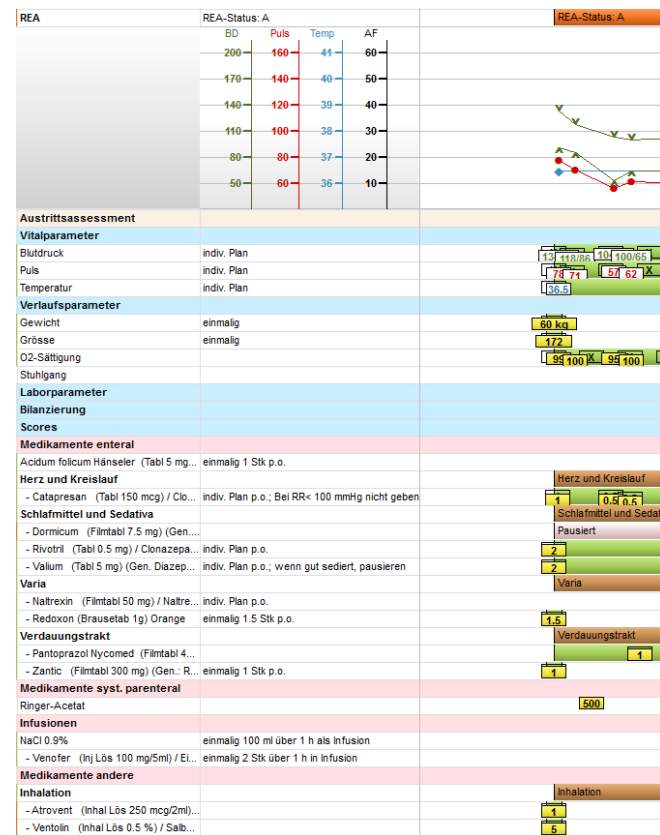 REA REA-Status: A REA-Status: A
BD Puls Temp AF
200 160 41 60
170 140 40 50
140 120 39 40
110 100 38 30
80 80 37 20
50 60 36 10
Austrittsassessment
Vitalparameter
Blutdruck indiv. Plan 118/86 100/65
Puls indiv. Plan 78 71 57 62 X
Temperatur indiv. Plan 36.5
Verlaufsparameter
Gewicht einmalig 60 kg
Grösse einmalig 172
O2-Sättigung 99 100 X 95 100
Stuhlgang
Laborparameter
Bilanzierung
Scores
Medikamente enteral
Acidum folicum Hänseler (Tabl 5 mg... einmalig 1 Stk p.o.
Herz und Kreislauf Herz und Kreislauf
- Catapresan (Tabl 150 mcg) / Clo... indiv. Plan p.o.; Bei RR< 100 mmHg nicht geben 1 0.5 0.5
Schlafmittel und Sedativa Schlafmittel und Sedat
- Dormicum (Filmtabl 7.5 mg) (Gen.... Pausiert
- Rivotril (Tabl 0.5 mg) / Clonazepa... indiv. Plan p.o. 2
- Valium (Tabl 5 mg) (Gen. Diazep... indiv. Plan p.o.; wenn gut sediert, pausieren 2
Varia Varia
- Naltrexin (Filmtabl 50 mg) / Naltre... indiv. Plan p.o.
- Redoxon (Brausetab 1g) Orange einmalig 1.5 Stk p.o. 1.5
Verdauungstrakt Verdauungstrakt
- Pantoprazol Nycomed (Filmtabl 4... 1
- Zantic (Filmtabl 300 mg) (Gen.: R... einmalig 1 Stk p.o. 1
Medikamente syst. parenteral
Ringer-Acetat 500
Infusionen
NaCl 0.9% einmalig 100 ml über 1 h als Infusion
- Venofer (Inj Lös 100 mg/5ml) / Ei... einmalig 2 Stk über 1 h in Infusion
Medikamente andere
Inhalation Inhalation
- Atrovent (Inhal Lös 250 mcg/2ml)... 1
- Ventolin (Inhal Lös 0.5 %) / Salb... 5